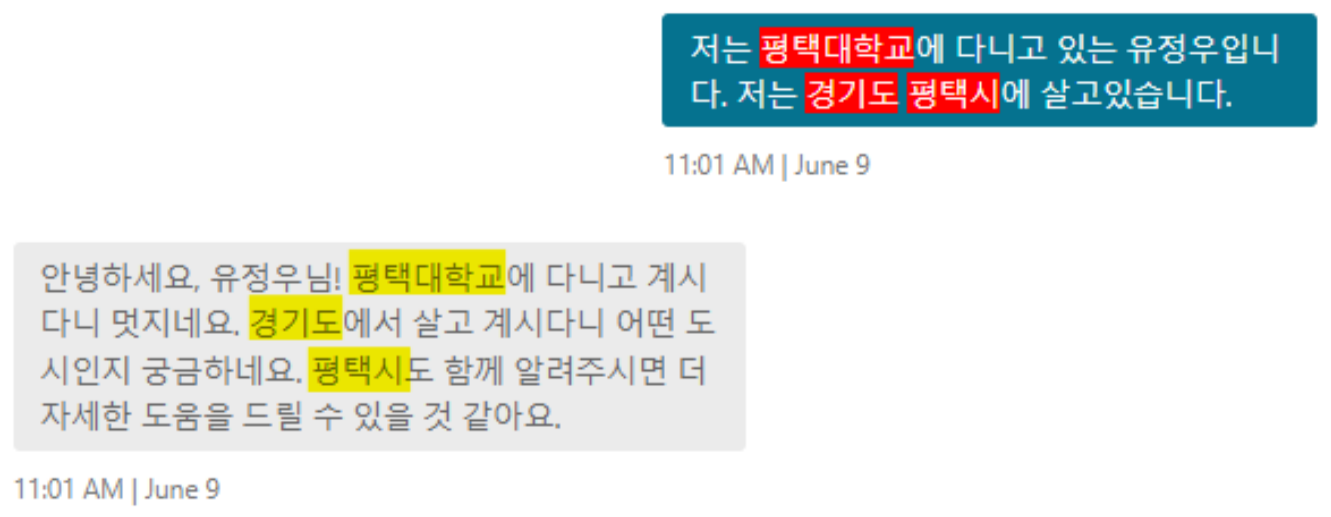 저는 평택대학교에 다니고 있는 유정우입니
다. 저는 경기도 평택시에 살고있습니다.
11:01 AM | June 9
안녕하세요, 유정우님! 평택대학교에 다니고 계시
다니 멋지네요. 경기도에서 살고 계시다니 어떤 도
시인지 궁금하네요. 평택시도 함께 알려주시면 더
자세한 도움을 드릴 수 있을 것 같아요.
11:01 AM | June 9